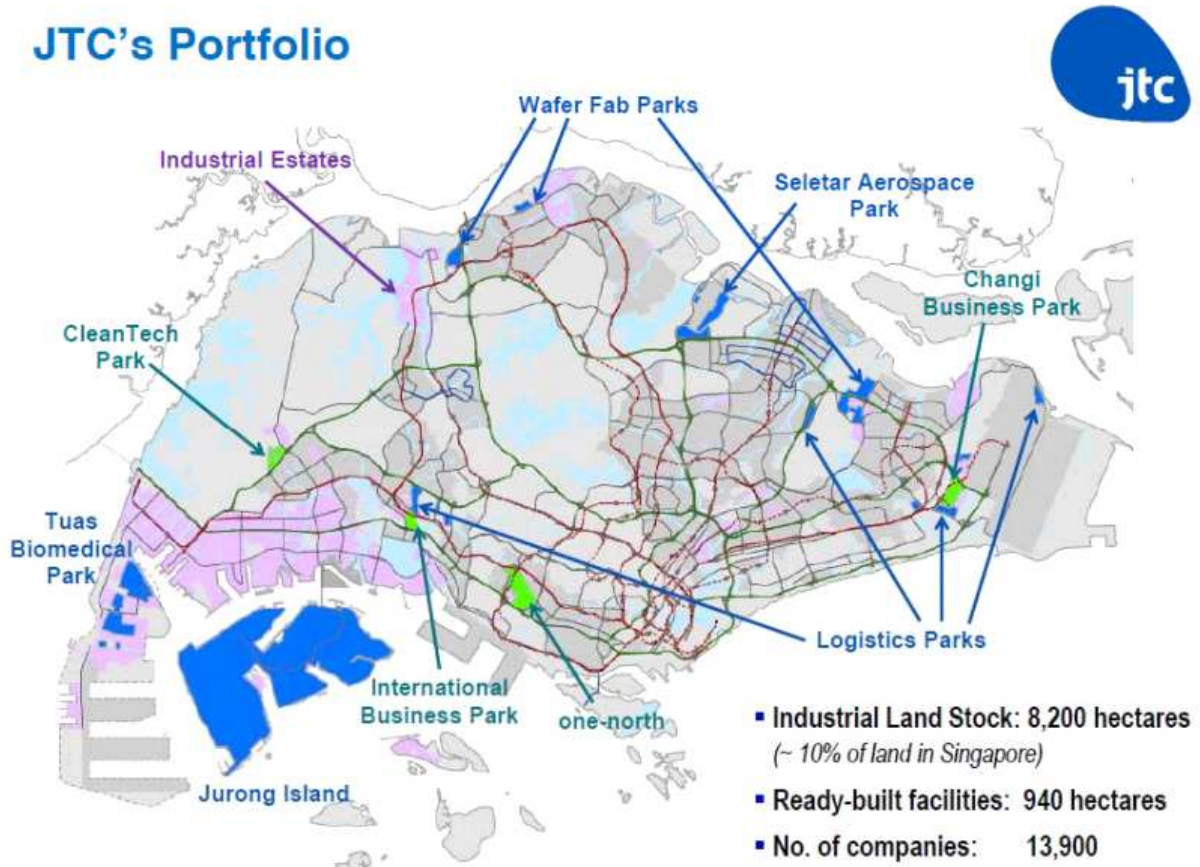 JTC's Portfolio
jtc
Wafer Fab Parks
Industrial Estates
Seletar Aerospace
Park
Changi
Business Park
CleanTech
Park
Tuas
Biomedical
Park
Logistics Parks
International
Business Park
one-north
Jurong Island
▪ Industrial Land Stock: 8,200 hectares
(~ 10% of land in Singapore)
▪ Ready-built facilities: 940 hectares
▪ No. of companies: 13,900